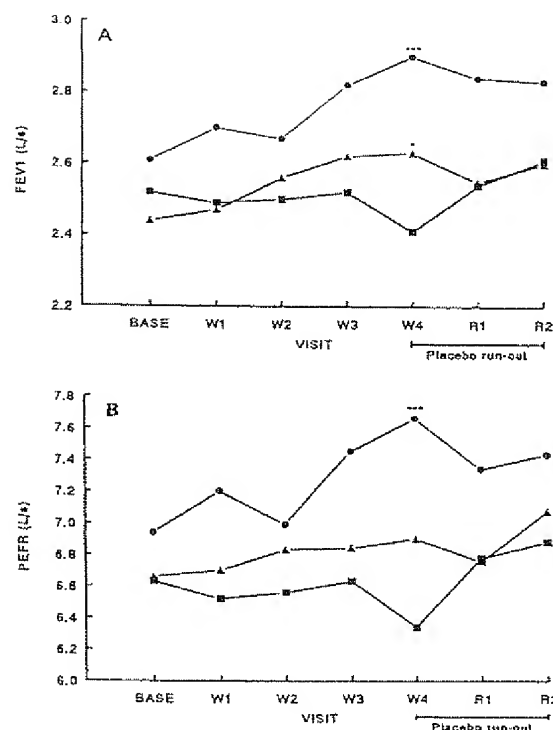 A
---
3.0
2.8
2.6
2.4
2.2
FEV1 (L/s)
BASE W1 W2 W3 W4 R1 R2
VISIT
Placebo run-out
B
---
7.8
7.6
7.4
7.2
7.0
6.8
6.6
6.4
6.2
6.0
PEFR (L/s)
BASE W1 W2 W3 W4 R1 R2
VISIT
Placebo run-out